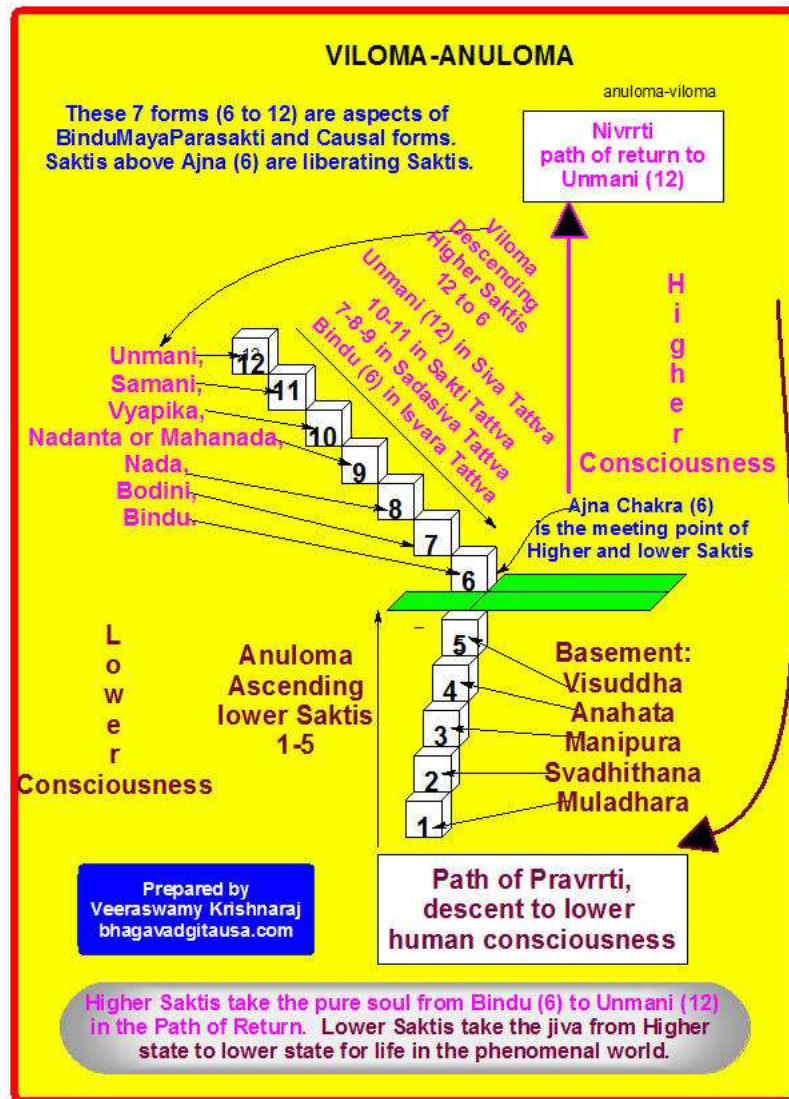 VILOMA-ANULOMA
anuloma-viloma
These 7 forms (6 to 12) are aspects of
BinduMayaParasakti and Causal forms.
Saktis above Ajna (6) are liberating Saktis.
Nivrrti
path of return to
Unmani (12)
Viloma
Descending
Higher Saktis
12 to 6
Unmani (12) in Siva Tattva
10-11 in Sakti Tattva
7-8-9 in Sadasiva Tattva
Bindu (6) in Isvara Tattva
H
i
g
h
e
r
Consciousness
Unmani,
Samani,
Vyapika,
Nadanta or Mahanada,
Nada,
Bodini,
Bindu.
12
11
10
9
8
7
6
Ajna Chakra (6)
is the meeting point of
Higher and lower Saktis
L
o
w
e
r
Consciousness
Anuloma
Ascending
lower Saktis
1-5
5
4
3
2
1
Basement:
Visuddha
Anahata
Manipura
Svadhithana
Muladhara
Prepared by
Veeraswamy Krishnaraj
bhagavadgitausa.com
Path of Pravrrti,
descent to lower
human consciousness
Higher Saktis take the pure soul from Bindu (6) to Unmani (12)
in the Path of Return. Lower Saktis take the jiva from Higher
state to lower state for life in the phenomenal world.